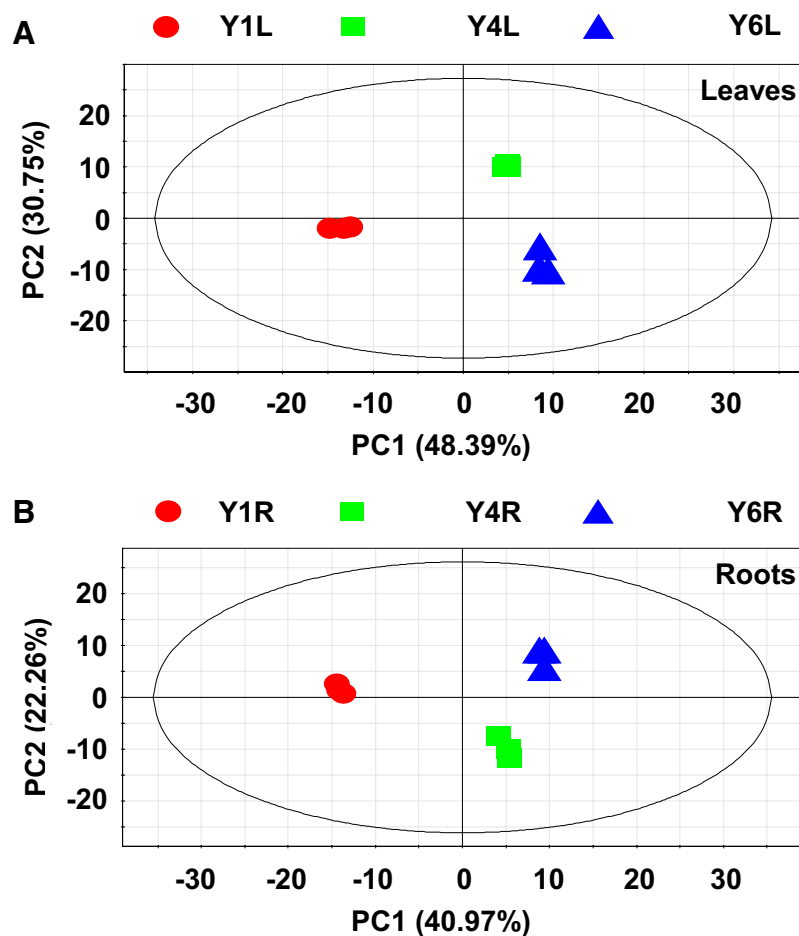 A Y1L Y4L Y6L
Leaves
PC2 (30.75%)
20
10
0
-10
-20
-30 -20 -10 0 10 20 30
PC1 (48.39%)
B Y1R Y4R Y6R
Roots
PC2 (22.26%)
20
10
0
-10
-20
-30 -20 -10 0 10 20 30
PC1 (40.97%)